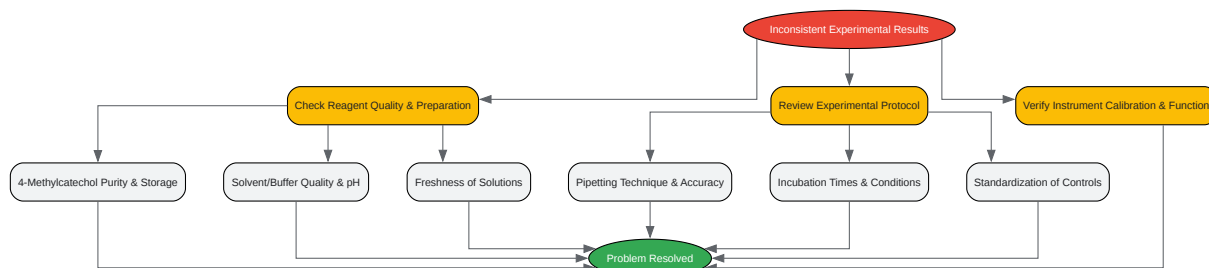 Inconsistent Experimental Results
Check Reagent Quality & Preparation
Review Experimental Protocol
Verify Instrument Calibration & Function
4-Methylcatechol Purity & Storage
Solvent/Buffer Quality & pH
Freshness of Solutions
Pipetting Technique & Accuracy
Incubation Times & Conditions
Standardization of Controls
Problem Resolved